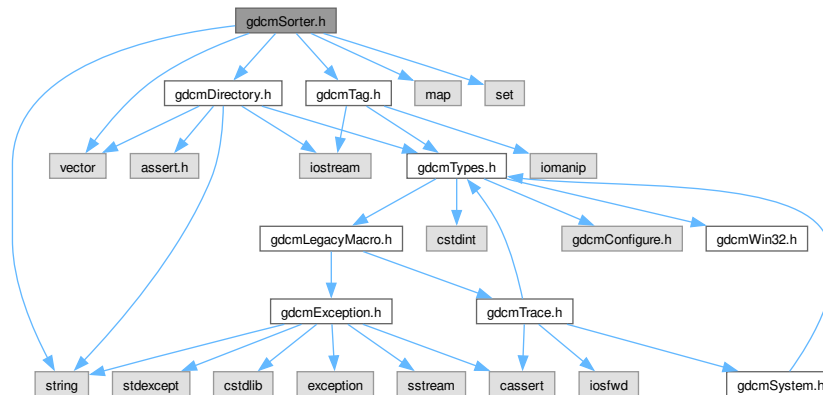 gdcmSorter.h
gdcmDirectory.h
gdcmTag.h
map
set
vector
assert.h
iostream
gdcmTypes.h
iomanip
gdcmLegacyMacro.h
cstdint
gdcmConfigure.h
gdcmWin32.h
gdcmException.h
gdcmTrace.h
string
stdexcept
cstdlib
exception
sstream
cassert
iosfwd
gdcmSystem.h